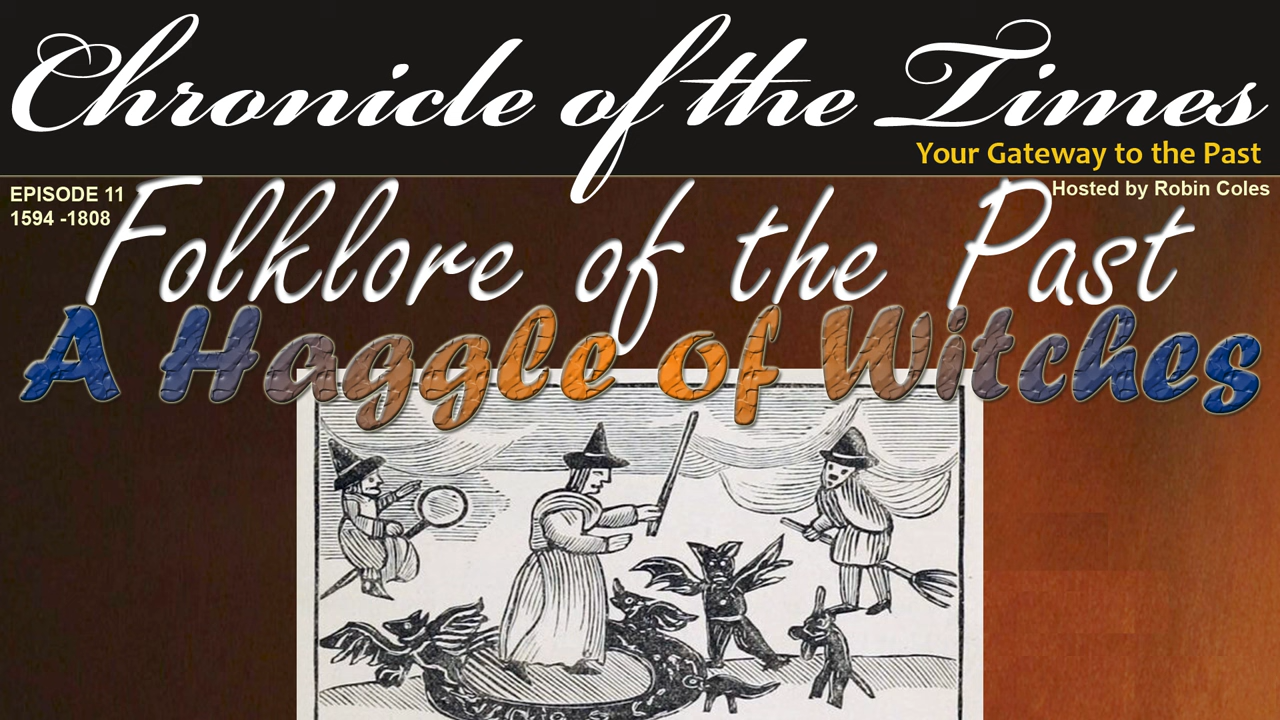 Chronicle of the Times
Your Gateway to the Past
EPISODE 11
1594 -1808
Hosted by Robin Coles
Folklore of the Past
A Haggle of Witches